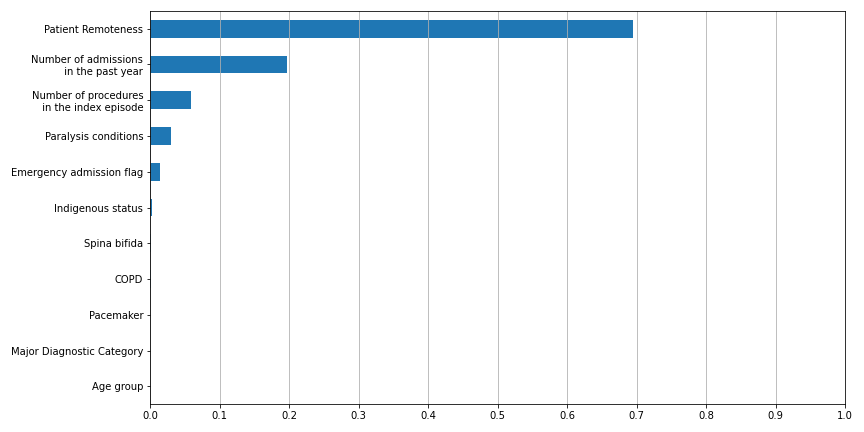 Patient Remoteness
Number of admissions
in the past year
Number of procedures
in the index episode
Paralysis conditions
Emergency admission flag
Indigenous status
Spina bifida
COPD
Pacemaker
Major Diagnostic Category
Age group
0.0 0.1 0.2 0.3 0.4 0.5 0.6 0.7 0.8 0.9 1.0